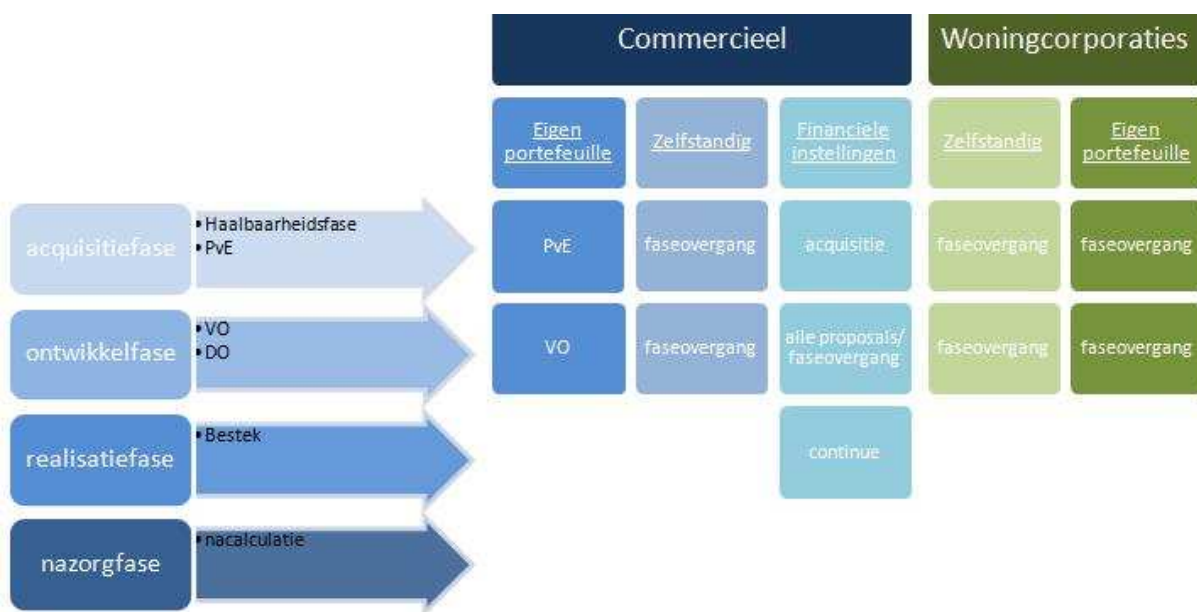 Commercieel
Woningcorporaties
Eigen
portefeuille
Zelfstandig
Financiele
instellingen
Zelfstandig
Eigen
portefeuille
acquisitiefase
• Haalbaarheidsfase
• PvE
PvE
faseovergang
acquisitie
faseovergang
faseovergang
ontwikkelfase
• VO
• DO
VO
faseovergang
alle proposals/
faseovergang
faseovergang
faseovergang
realisatiefase
• Bestek
continue
nazorgfase
• nacalculatie